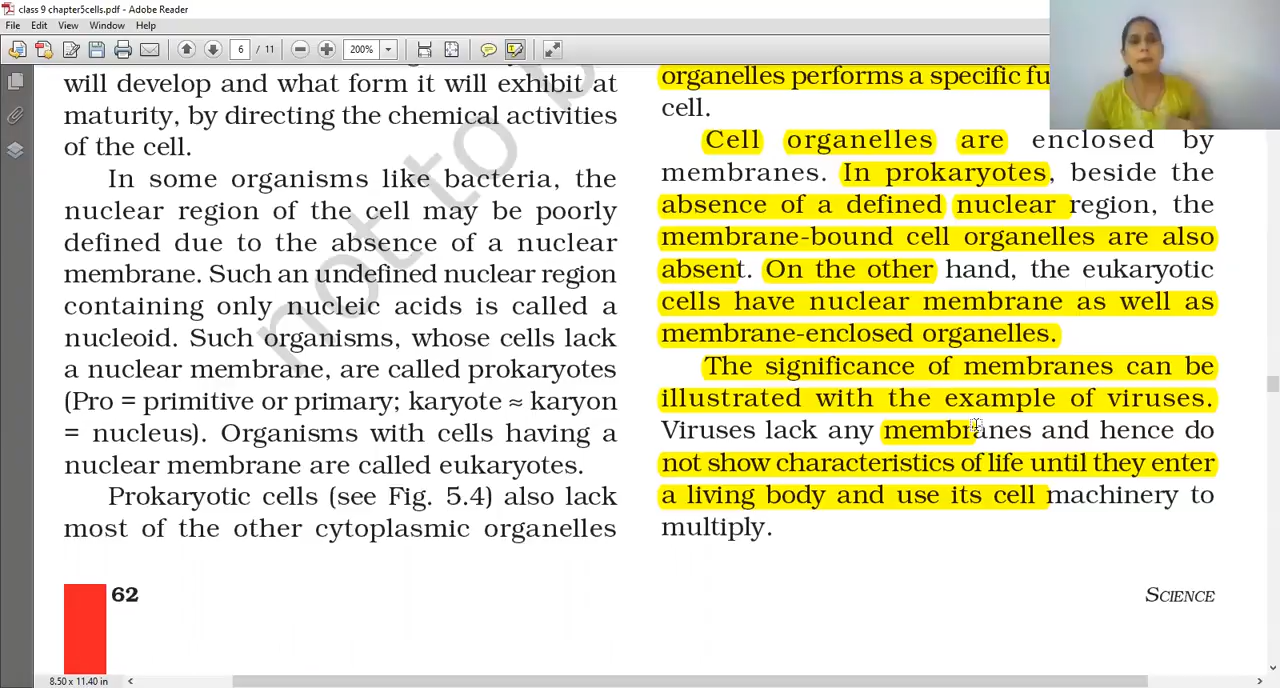 class 9 chapter5cells.pdf - Adobe Reader
File Edit View Window Help
6 / 11 200%
will develop and what form it will exhibit at
maturity, by directing the chemical activities
of the cell.
In some organisms like bacteria, the
nuclear region of the cell may be poorly
defined due to the absence of a nuclear
membrane. Such an undefined nuclear region
containing only nucleic acids is called a
nucleoid. Such organisms, whose cells lack
a nuclear membrane, are called prokaryotes
(Pro = primitive or primary; karyote ≈ karyon
= nucleus). Organisms with cells having a
nuclear membrane are called eukaryotes.
Prokaryotic cells (see Fig. 5.4) also lack
most of the other cytoplasmic organelles
organelles performs a specific fu
cell.
Cell organelles are enclosed by
membranes. In prokaryotes, beside the
absence of a defined nuclear region, the
membrane-bound cell organelles are also
absent. On the other hand, the eukaryotic
cells have nuclear membrane as well as
membrane-enclosed organelles.
The significance of membranes can be
illustrated with the example of viruses.
Viruses lack any membranes and hence do
not show characteristics of life until they enter
a living body and use its cell machinery to
multiply.
not to b
62
SCIENCE
8.50 x 11.40 in